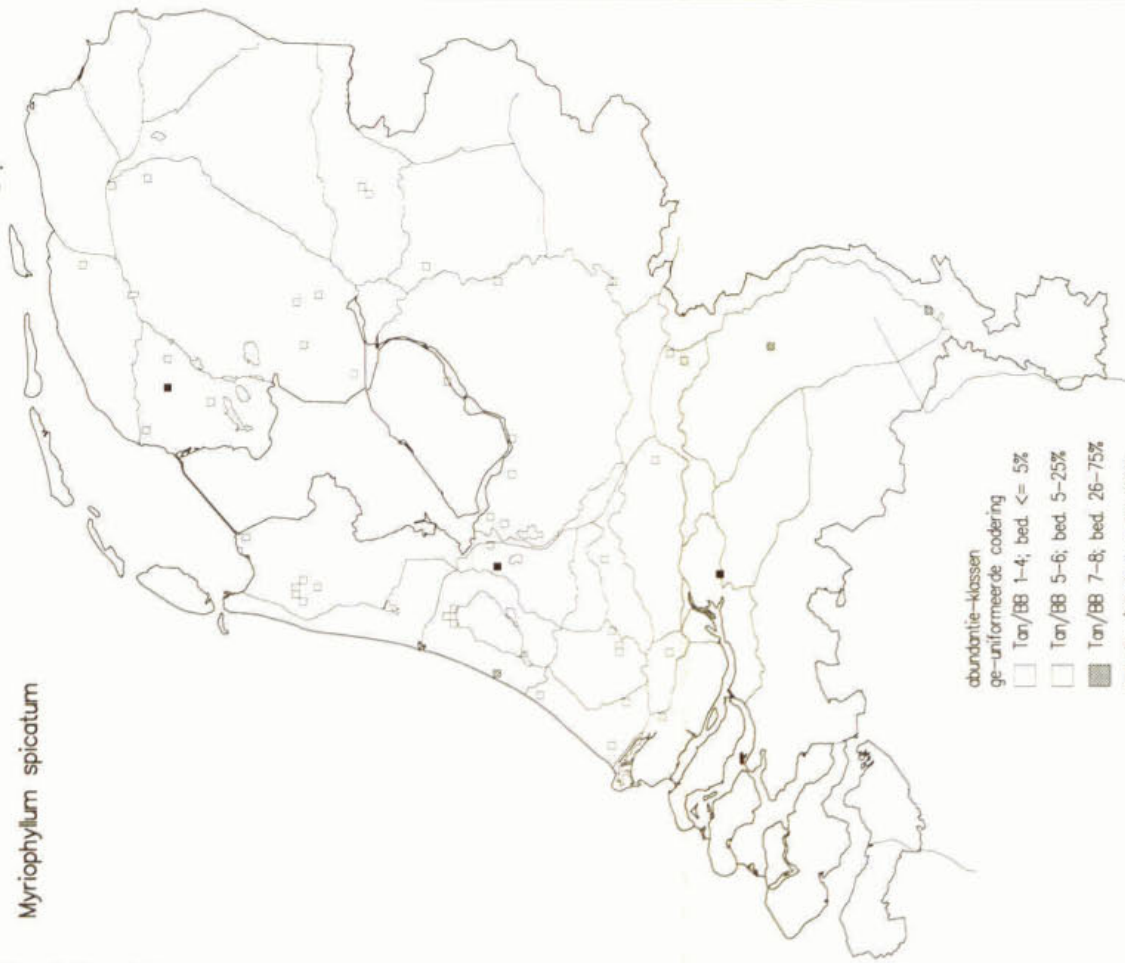 Myriophyllum spicatum
abundantie-klassen
ge-uniformeerde codering
Tan/BB 1-4; bed. <= 5%
Tan/BB 5-6; bed. 5-25%
Tan/BB 7-8; bed. 26-75%